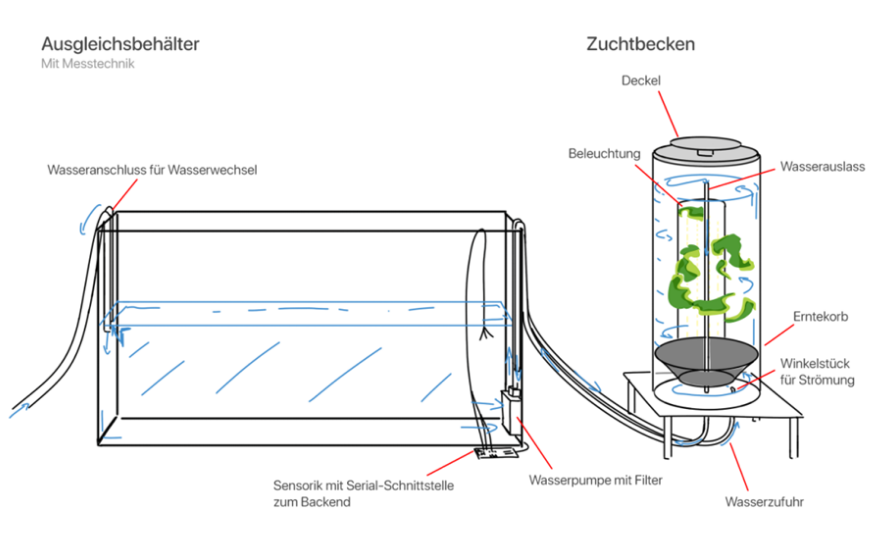 Ausgleichsbehälter
Mit Messtechnik
Zuchtbecken
Deckel
Beleuchtung
Wasserauslass
Wasseranschluss für Wasserwechsel
Erntekorb
Winkelstück
für Strömung
Sensorik mit Serial-Schnittstelle
zum Backend
Wasserpumpe mit Filter
Wasserzufuhr